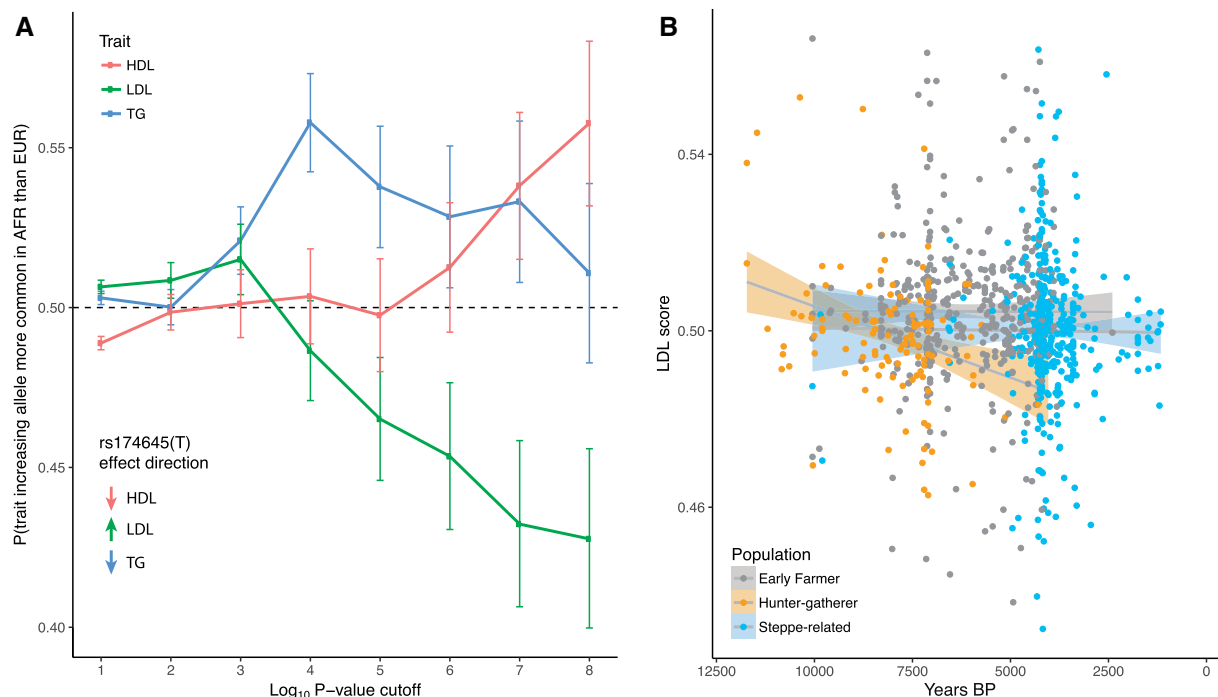 A
Trait
HDL
LDL
TG
P(trait increasing allele more common in AFR than EUR)
0.55
0.50
0.45
0.40
rs174645(T)
effect direction
HDL
LDL
TG
1 2 3 4 5 6 7 8
Log₁₀ P−value cutoff
B
LDL score
0.54
0.50
0.46
Population
Early Farmer
Hunter-gatherer
Steppe-related
12500 10000 7500 5000 2500 0
Years BP